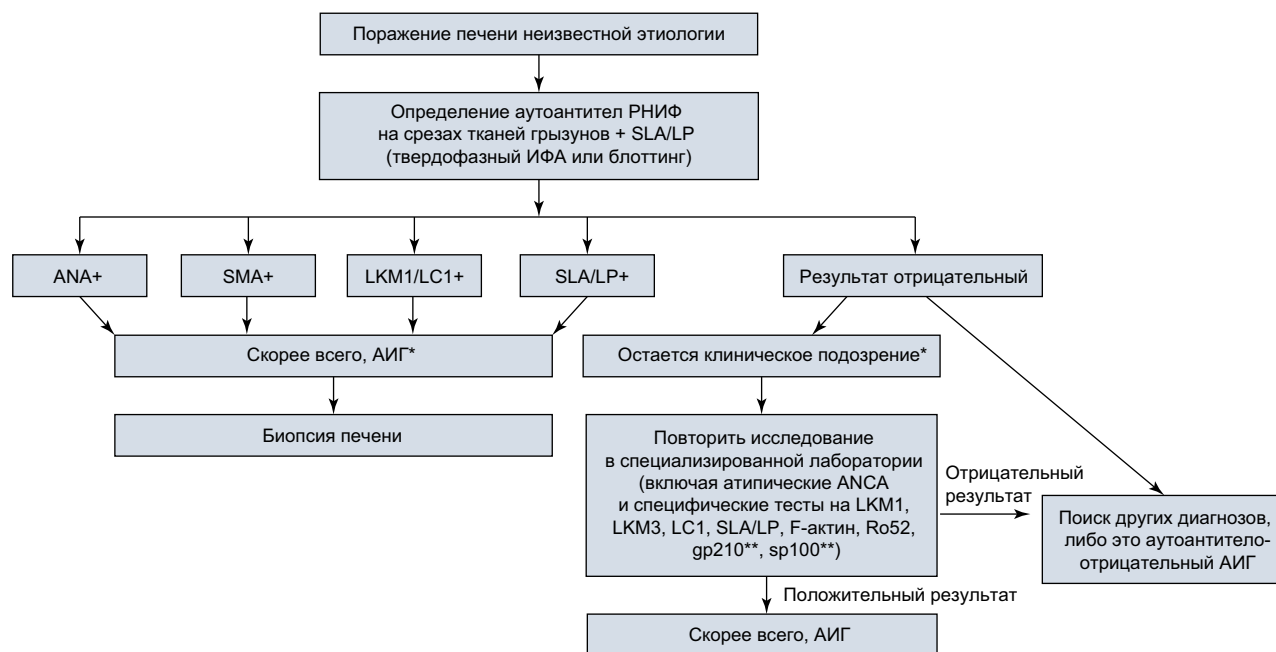 Поражение печени неизвестной этиологии
Определение аутоантител РНИФ
на срезах тканей грызунов + SLA/LP
(твердофазный ИФА или блоттинг)
ANA+
SMA+
LKM1/LC1+
SLA/LP+
Результат отрицательный
Скорее всего, АИГ*
Остается клиническое подозрение*
Биопсия печени
Повторить исследование
в специализированной лаборатории
(включая атипические ANCA
и специфические тесты на LKM1,
LKM3, LC1, SLA/LP, F-актин, Ro52,
gp210**, sp100**)
Отрицательный
результат
Поиск других диагнозов,
либо это аутоантитело-
отрицательный АИГ
Положительный результат
Скорее всего, АИГ